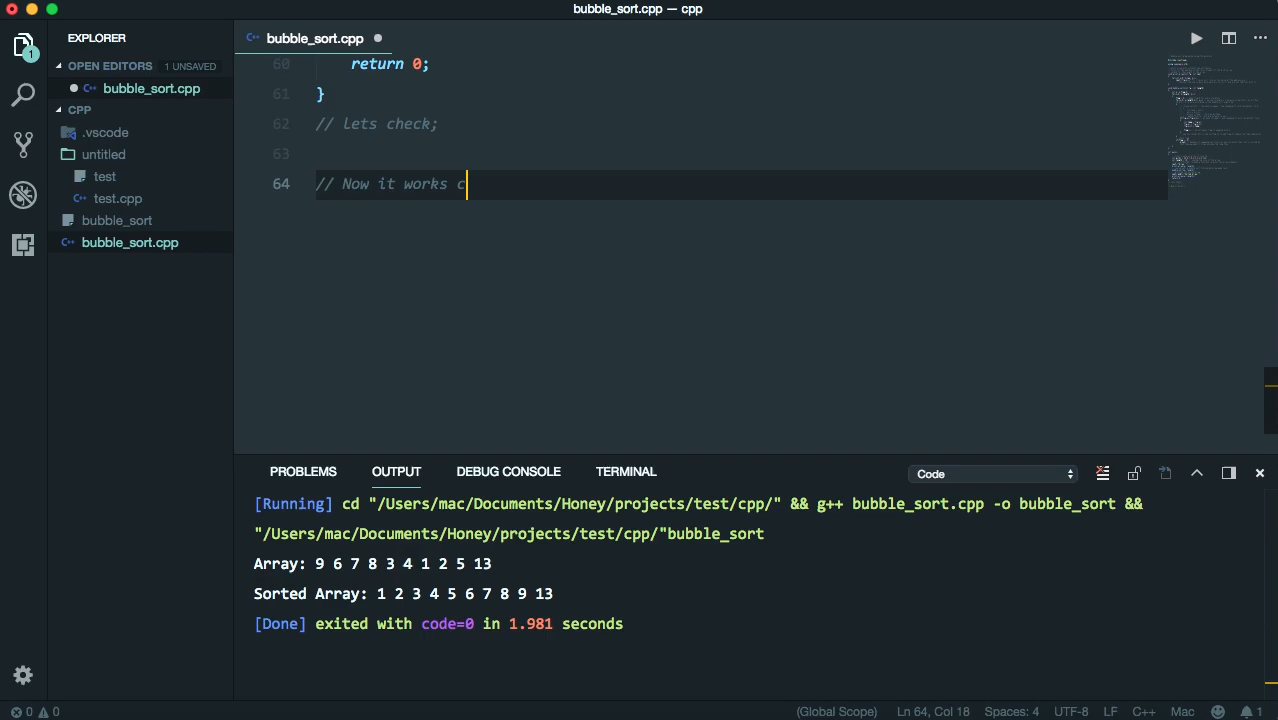 bubble_sort.cpp — cpp
EXPLORER
OPEN EDITORS 1 UNSAVED
bubble_sort.cpp
CPP
.vscode
untitled
test
test.cpp
bubble_sort
bubble_sort.cpp
1
bubble_sort.cpp
60 return 0;
61 }
62 // lets check;
63
64 // Now it works c
PROBLEMS OUTPUT DEBUG CONSOLE TERMINAL Code
[Running] cd "/Users/mac/Documents/Honey/projects/test/cpp/" && g++ bubble_sort.cpp -o bubble_sort &&
"/Users/mac/Documents/Honey/projects/test/cpp/"bubble_sort
Array: 9 6 7 8 3 4 1 2 5 13
Sorted Array: 1 2 3 4 5 6 7 8 9 13
[Done] exited with code=0 in 1.981 seconds
0 0 (Global Scope) Ln 64, Col 18 Spaces: 4 UTF-8 LF C++ Mac 1